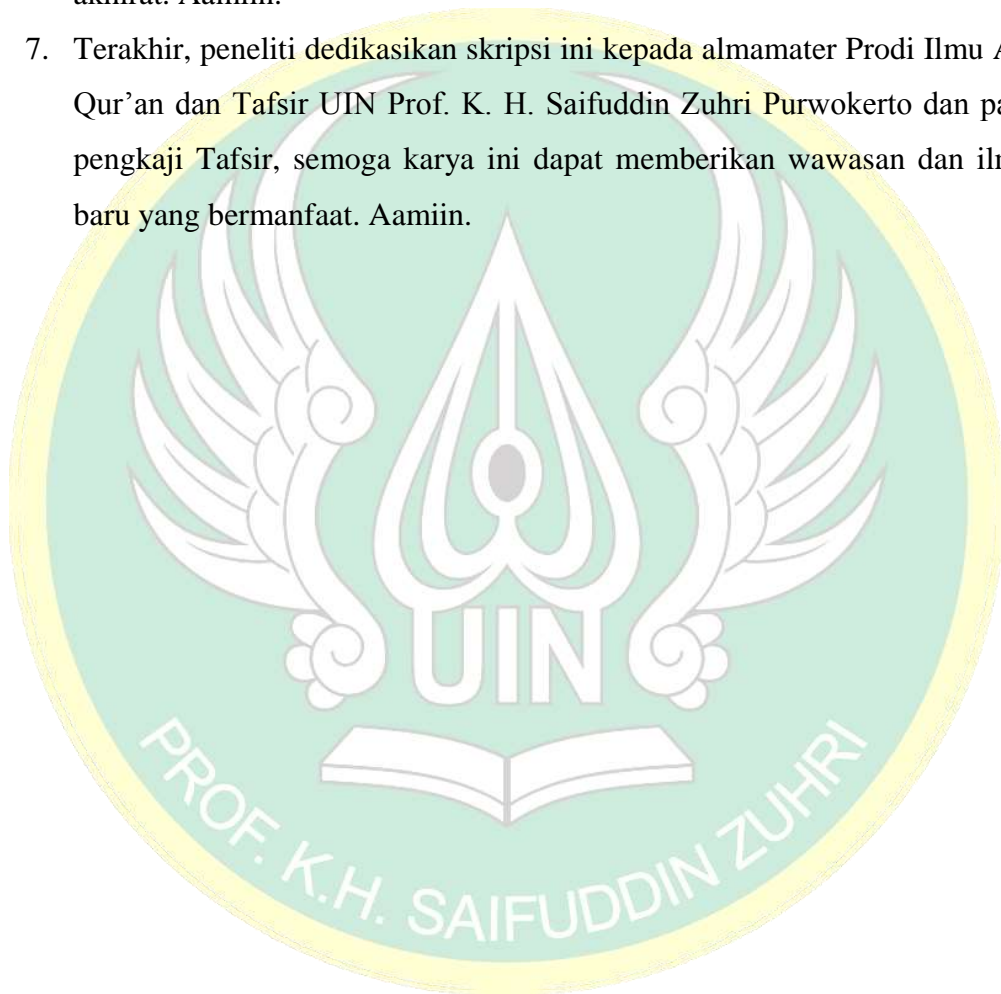 akhirat. Aamiin.
7. Terakhir, peneliti dedikasikan skripsi ini kepada almamater Prodi Ilmu A
Qur’an dan Tafsir UIN Prof. K. H. Saifuddin Zuhri Purwokerto dan pa
pengkaji Tafsir, semoga karya ini dapat memberikan wawasan dan iln
baru yang bermanfaat. Aamiin.
UIN
PROF. K.H. SAIFUDDIN ZUHRI